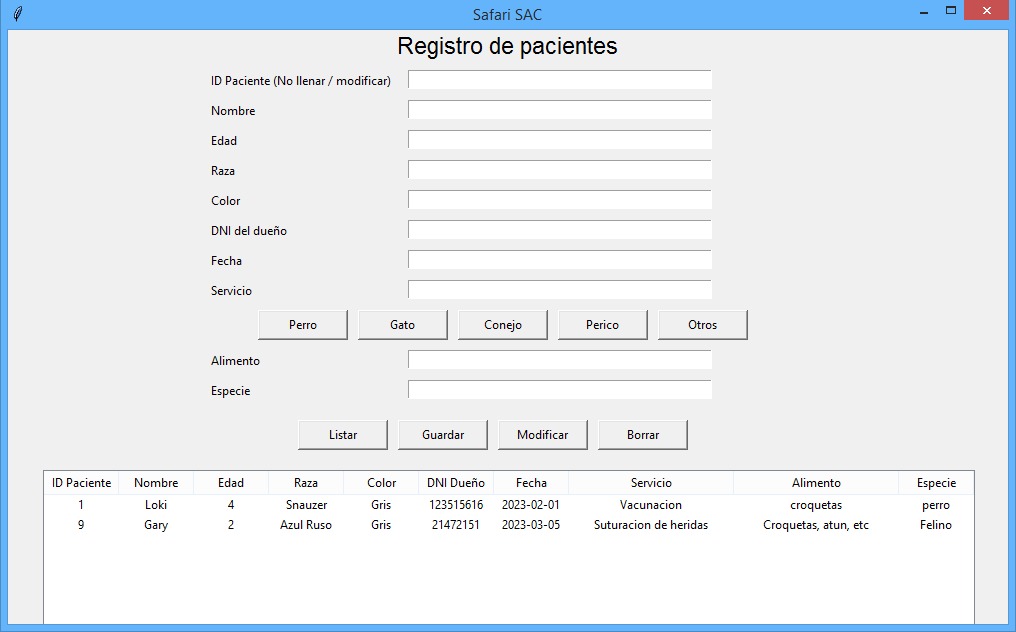 Safari SAC
Registro de pacientes
ID Paciente (No llenar / modificar)
Nombre
Edad
Raza
Color
DNI del dueño
Fecha
Servicio
Perro Gato Conejo Perico Otros
Alimento
Especie
Listar Guardar Modificar Borrar
ID Paciente Nombre Edad Raza Color DNI Dueño Fecha Servicio Alimento Especie
1 Loki 4 Snauzer Gris 123515616 2023-02-01 Vacunacion croquetas perro
9 Gary 2 Azul Ruso Gris 21472151 2023-03-05 Suturacion de heridas Croquetas, atun, etc Felino